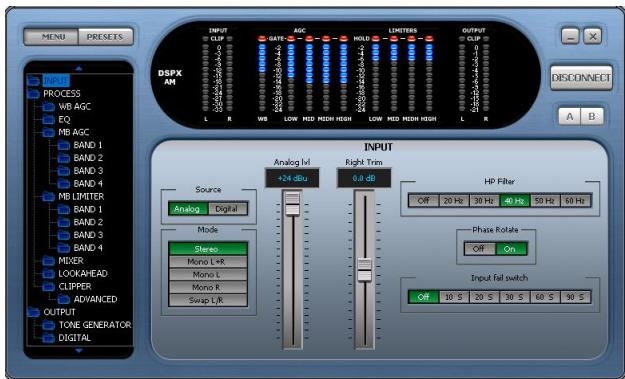 MENU PRESETS
INPUT
PROCESS
WB AGC
EQ
MB AGC
BAND 1
BAND 2
BAND 3
BAND 4
MB LIMITER
BAND 1
BAND 2
BAND 3
BAND 4
MIXER
LOOKAHEAD
CLIPPER
ADVANCED
OUTPUT
TONE GENERATOR
DIGITAL
DSPX
AM
INPUT AGC LIMITERS OUTPUT
CLIP GATE HOLD CLIP
L R WB LOW MID MIDH HIGH LOW MID MIDH HIGH L R
DISCONNECT
A B
INPUT
Source
Analog Digital
Mode
Stereo
Mono L+R
Mono L
Mono R
Swap L/R
Analog lvl
+24 dBu
Right Trim
0.0 dB
HP Filter
Off 20 Hz 30 Hz 40 Hz 50 Hz 60 Hz
Phase Rotate
Off On
Input fail switch
Off 10 S 20 S 30 S 60 S 90 S